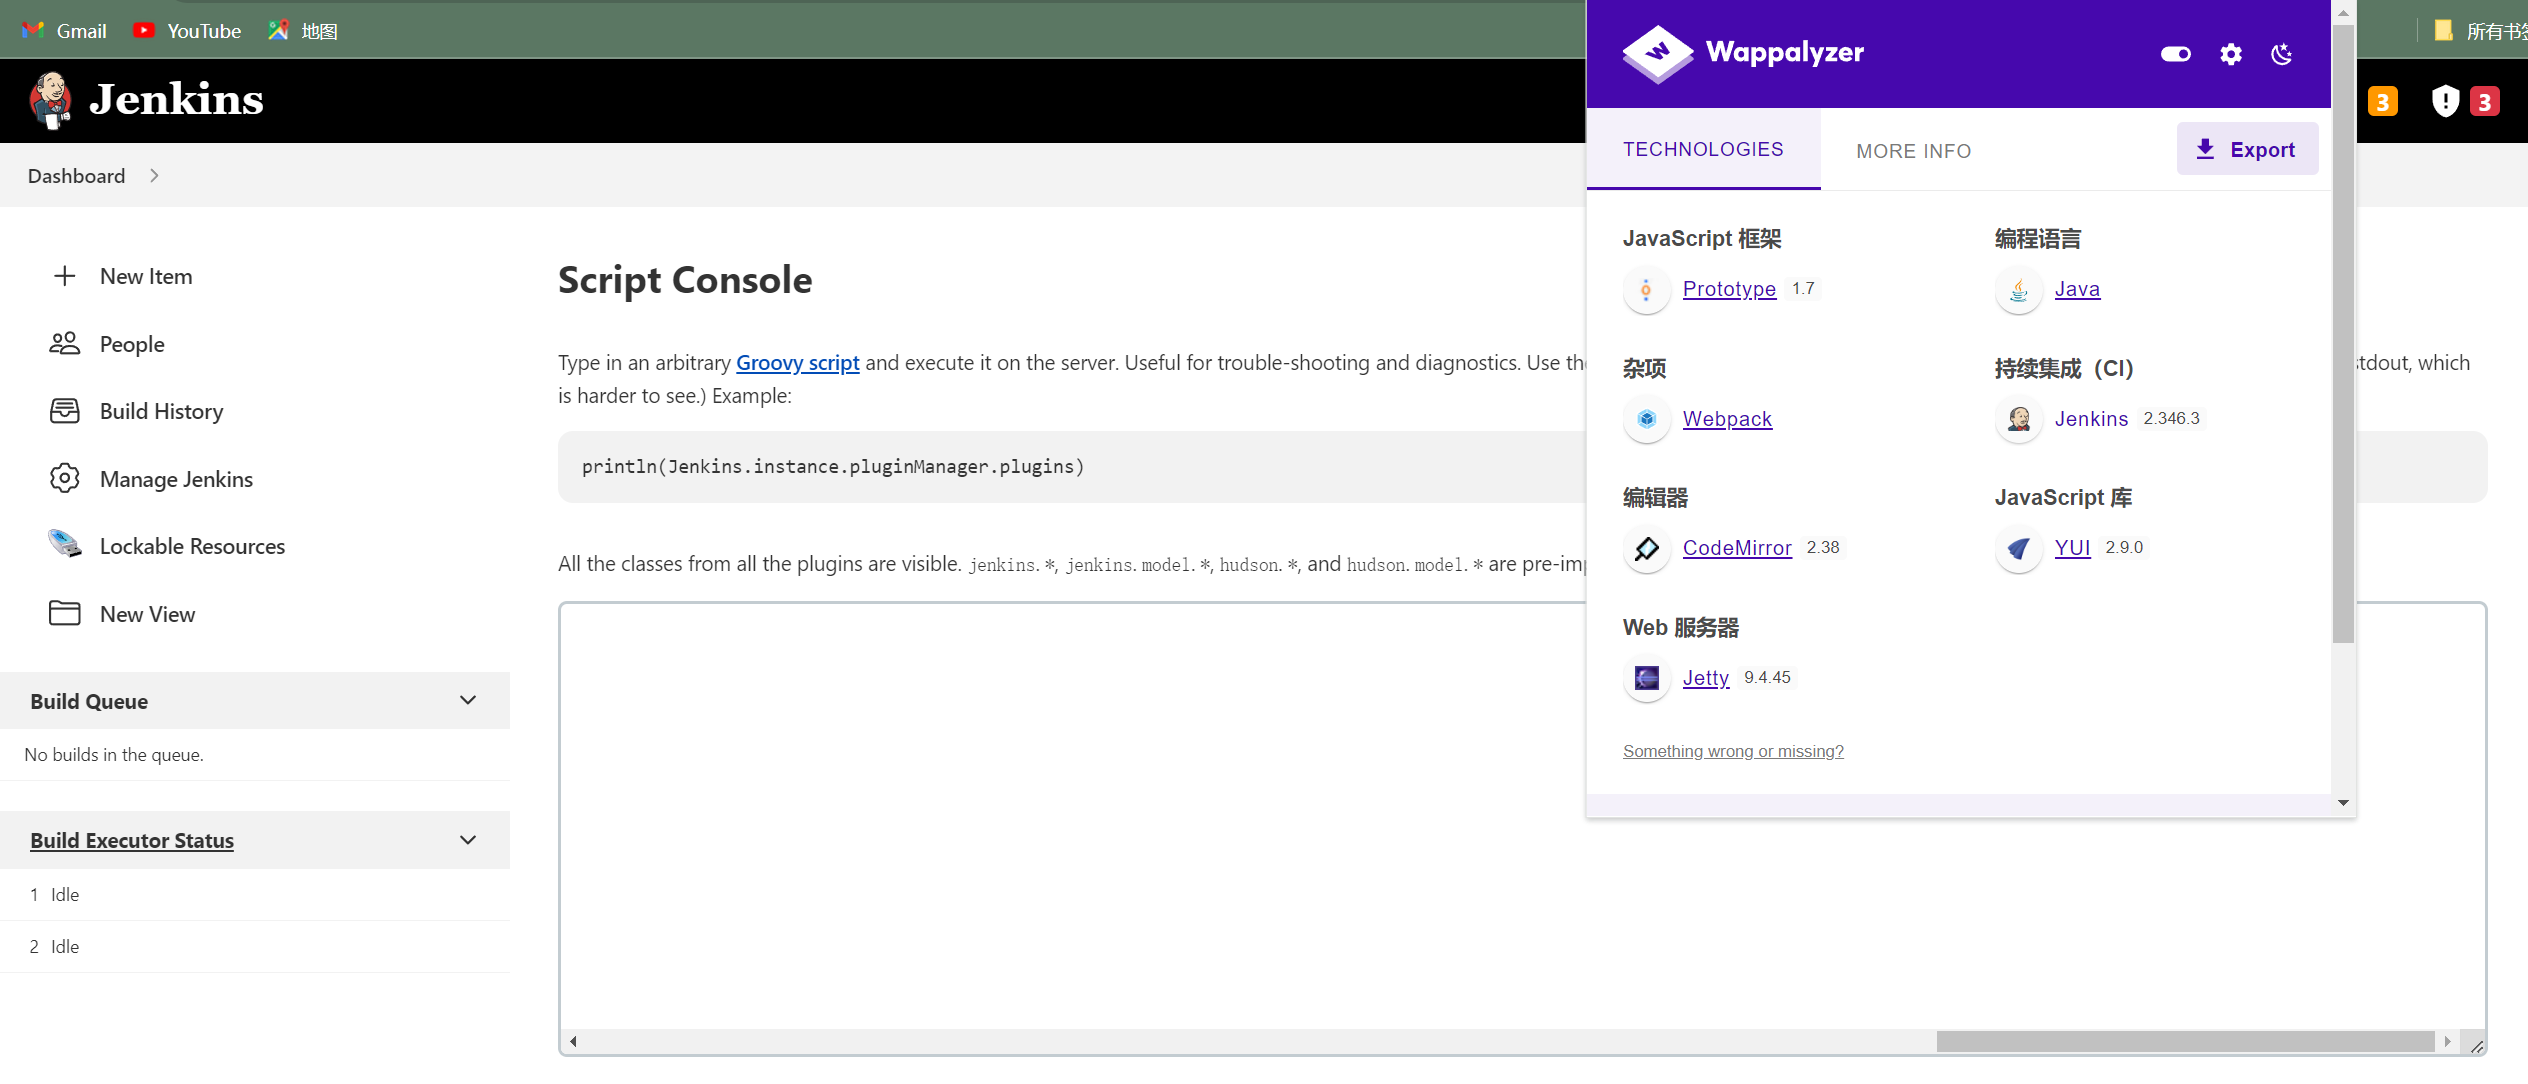 Gmail
YouTube
地图
所有书签
Jenkins
3
3
Dashboard
New Item
People
Build History
Manage Jenkins
Lockable Resources
New View
Build Queue
No builds in the queue.
Build Executor Status
1 Idle
2 Idle
Script Console
Type in an arbitrary Groovy script and execute it on the server. Useful for trouble-shooting and diagnostics. Use the
stdout, which
is harder to see.) Example:
println(Jenkins.instance.pluginManager.plugins)
All the classes from all the plugins are visible. jenkins.*, jenkins.model.*, hudson.*, and hudson.model.* are pre-imp
Wappalyzer
TECHNOLOGIES
MORE INFO
Export
JavaScript 框架
Prototype 1.7
编程语言
Java
杂项
Webpack
持续集成（CI）
Jenkins 2.346.3
编辑器
CodeMirror 2.38
JavaScript 库
YUI 2.9.0
Web 服务器
Jetty 9.4.45
Something wrong or missing?